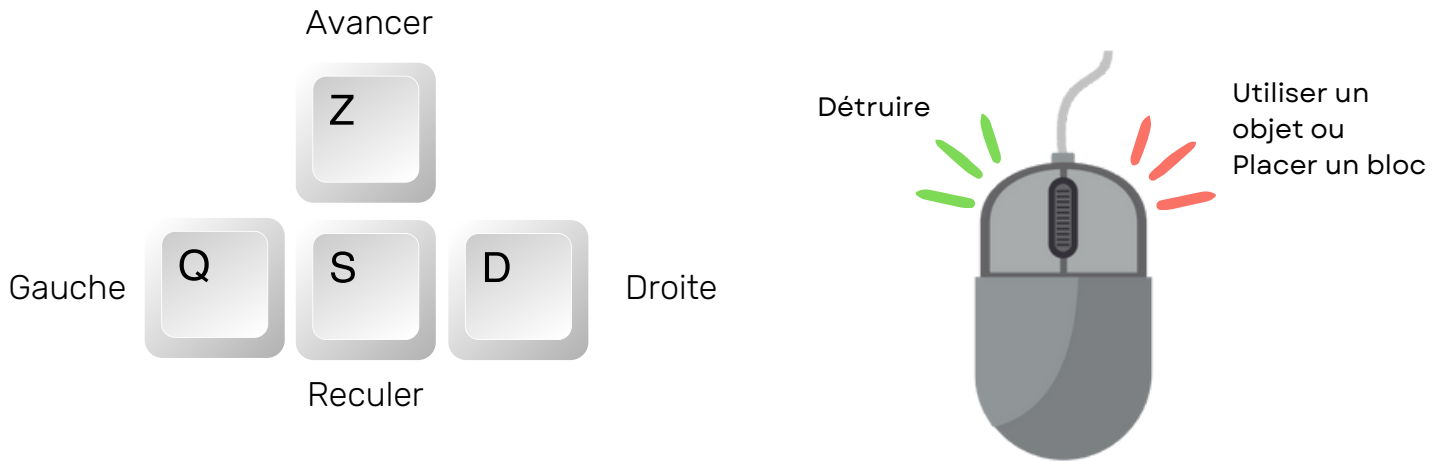 Avancer
Z
Gauche
Q
S
D
Droite
Reculer
Détruire
Utiliser un
objet ou
Placer un bloc